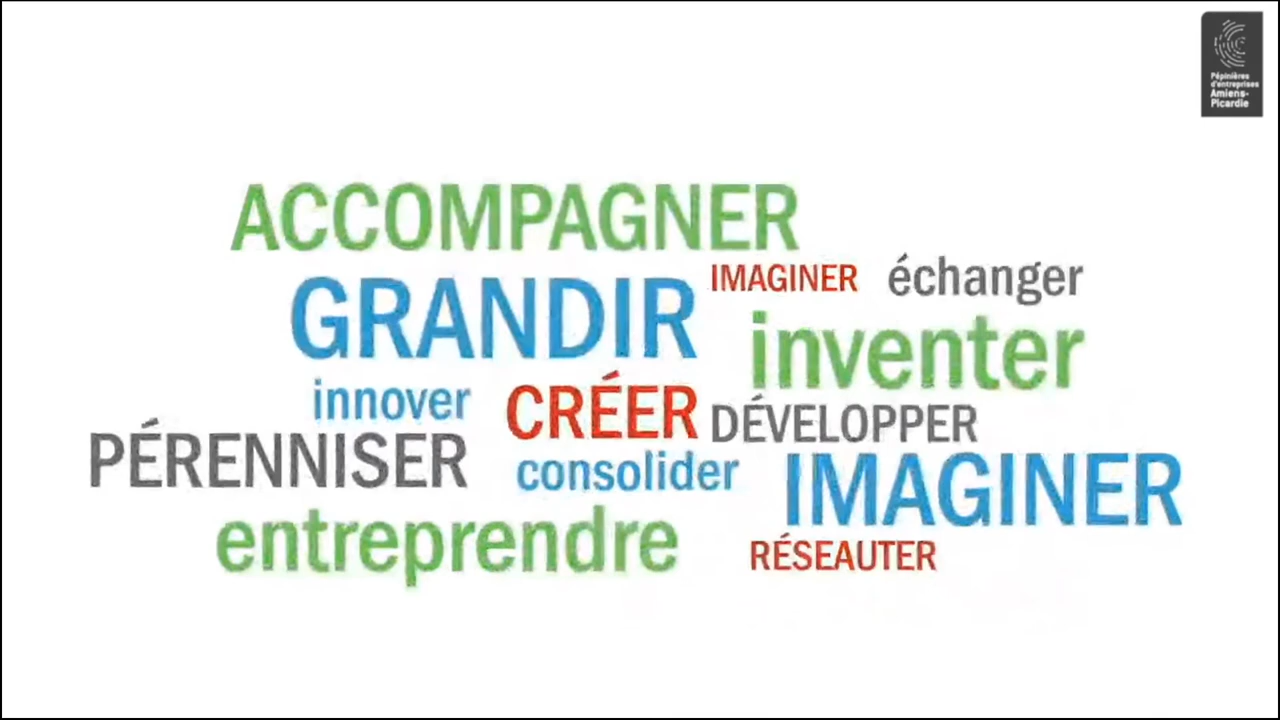 Pépinières
d'entreprises
Amiens-
Picardie
ACCOMPAGNER
IMAGINER échanger
GRANDIR
inventer
innover
CRÉER
DÉVELOPPER
PÉRENNISER
consolider
IMAGINER
entreprendre
RÉSEAUTER